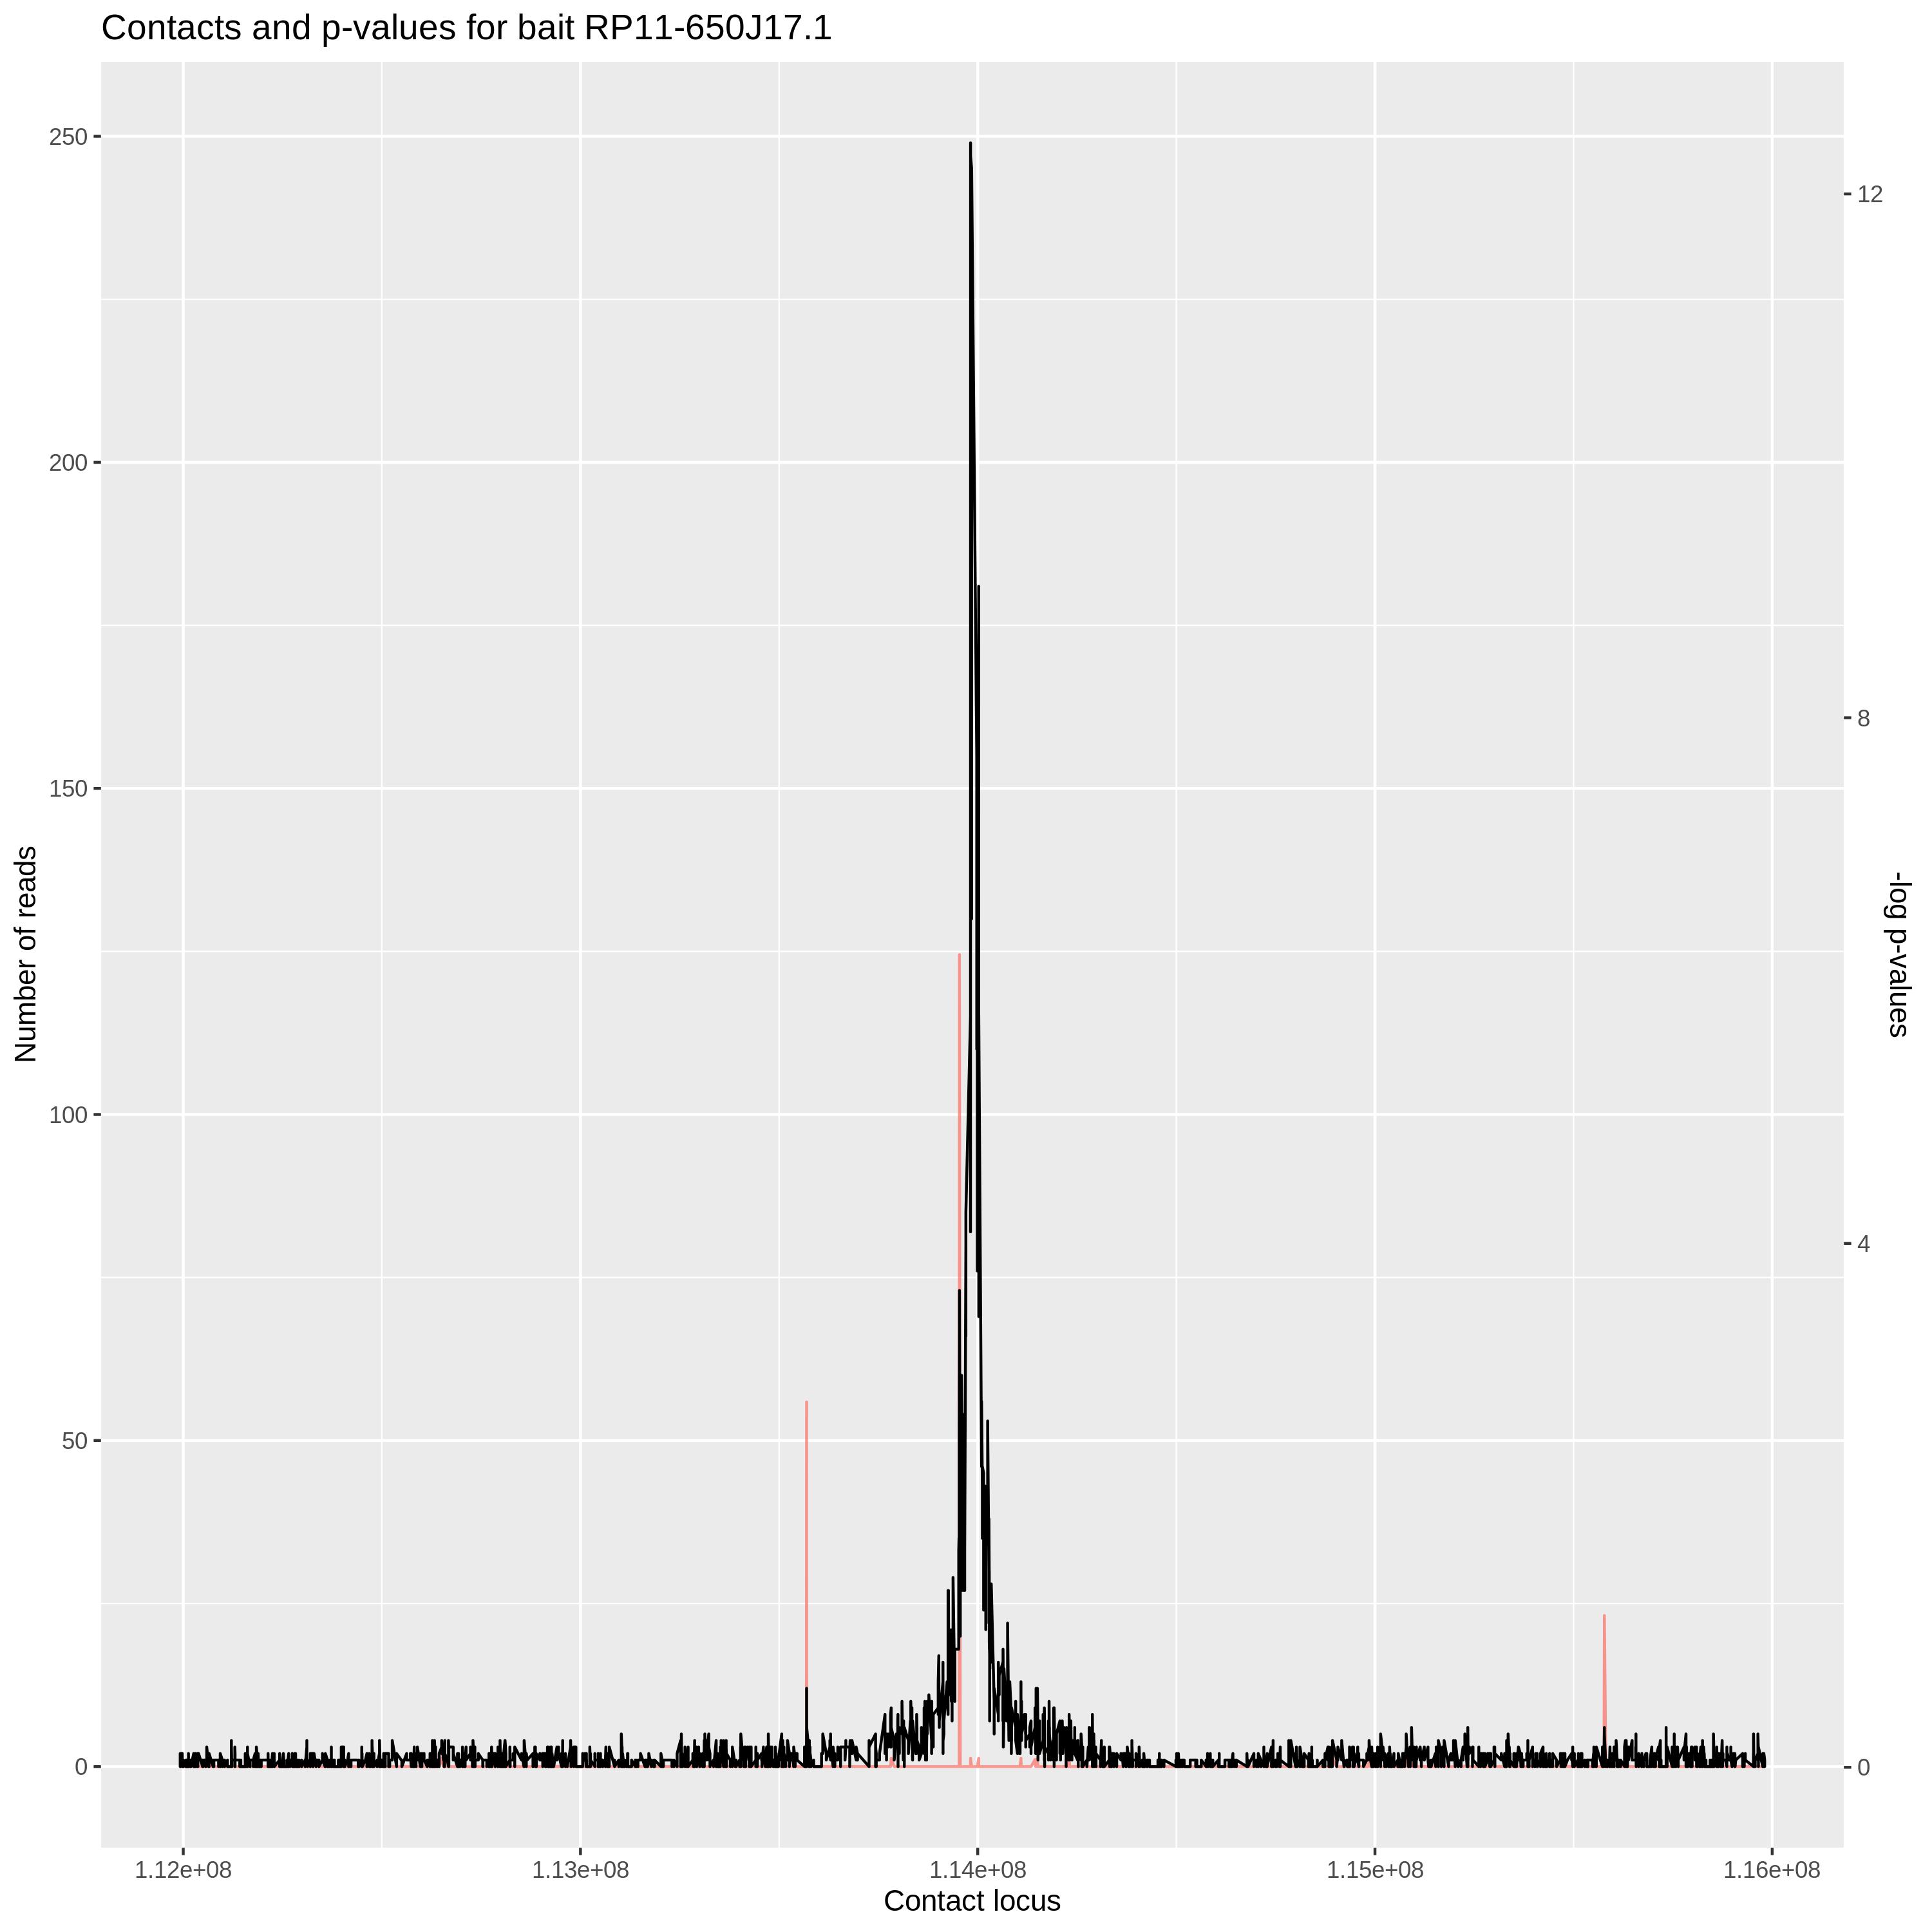 Contacts and p-values for bait RP11-650J17.1
250
200
150
100
50
0
Number of reads
12
8
4
0
-log p-values
1.12e+08 1.13e+08 1.14e+08 1.15e+08 1.16e+08
Contact locus